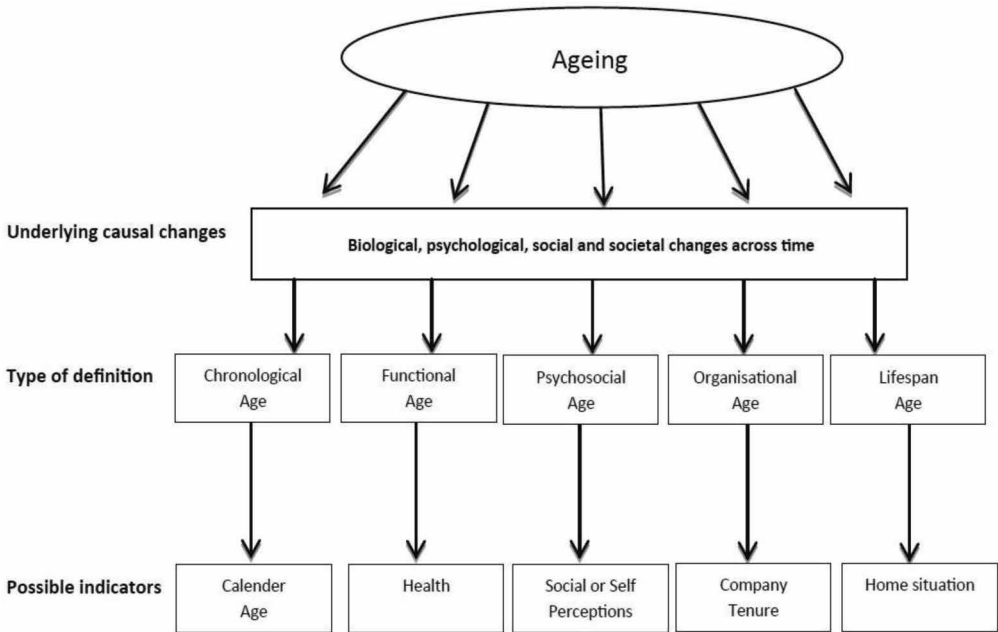 Ageing
Underlying causal changes
Biological, psychological, social and societal changes across time
Type of definition
Chronological
Age
Functional
Age
Psychosocial
Age
Organisational
Age
Lifespan
Age
Possible indicators
Calender
Age
Health
Social or Self
Perceptions
Company
Tenure
Home situation